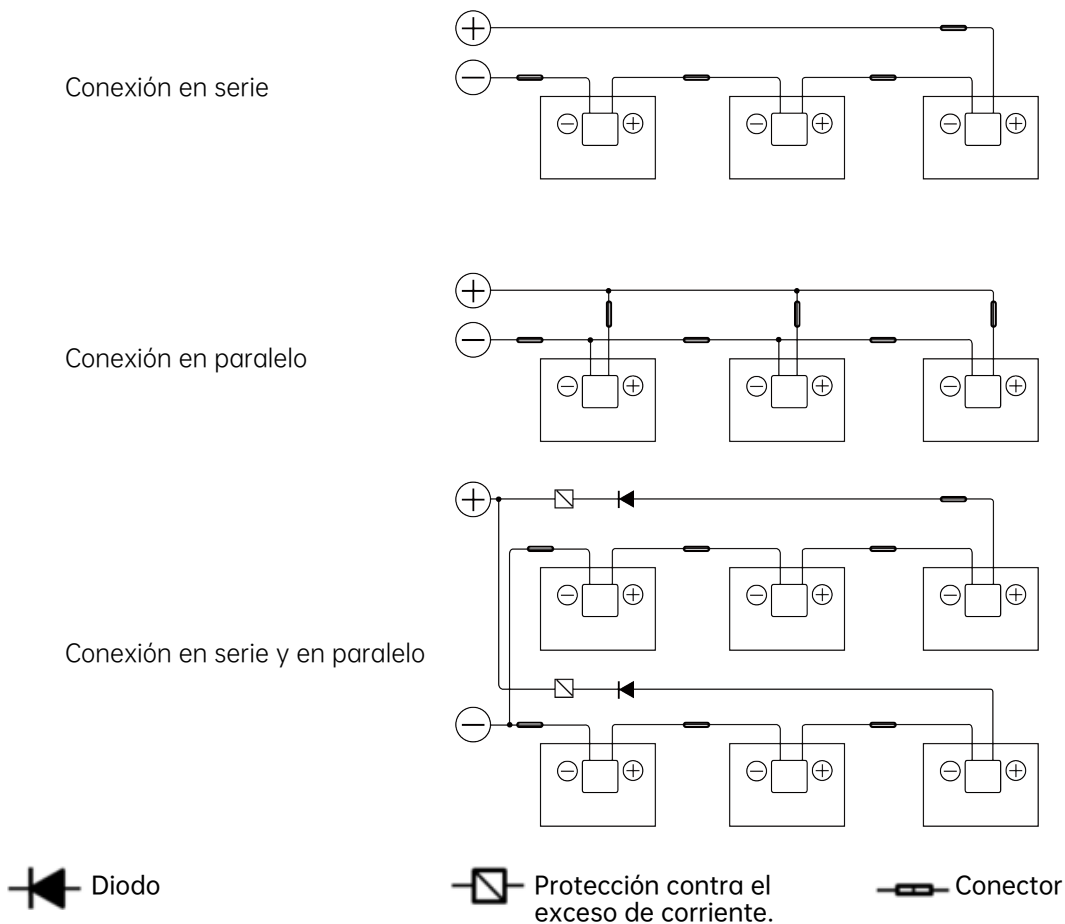 Conexión en serie
Conexión en paralelo
Conexión en serie y en paralelo
Diodo
Protección contra el
exceso de corriente.
Conector